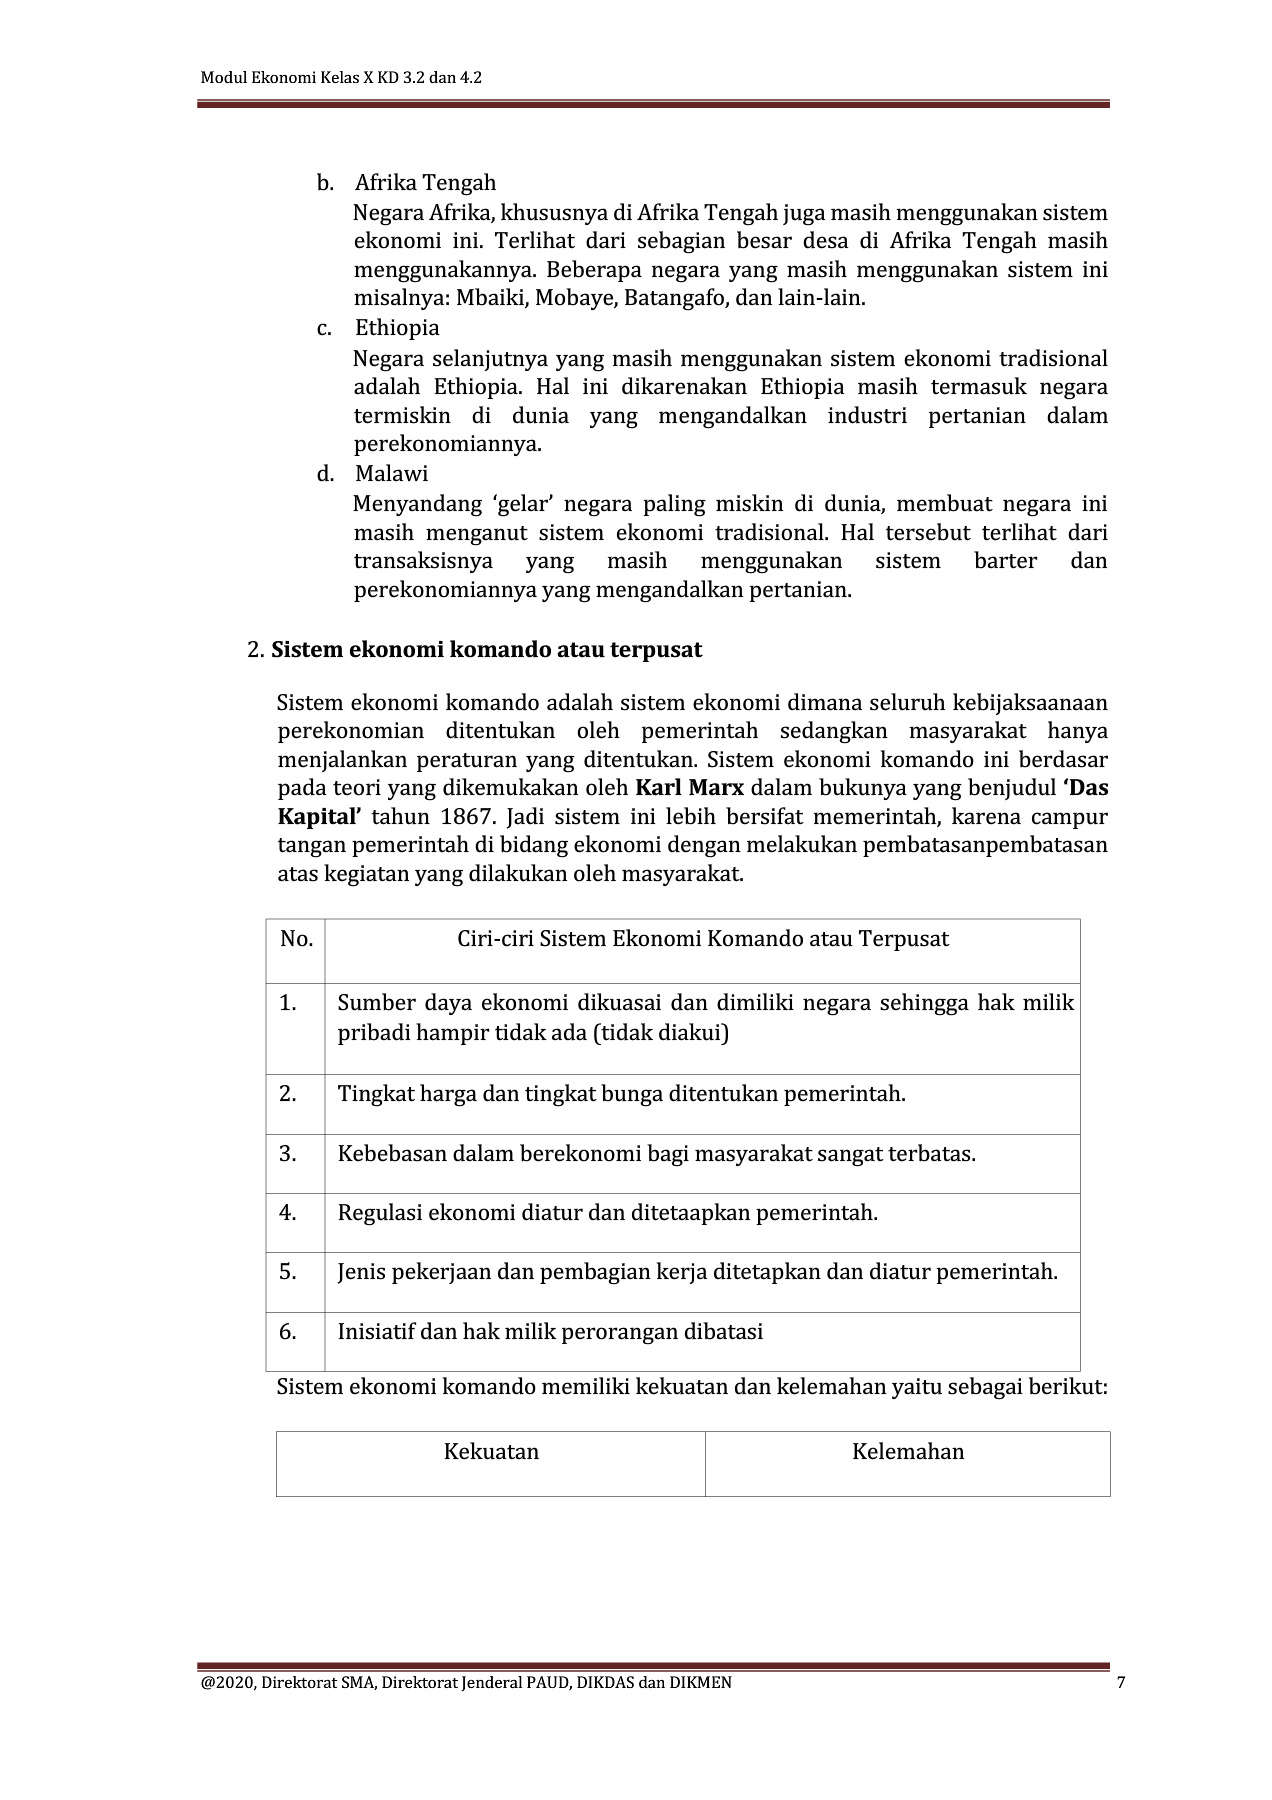 Modul Ekonomi Kelas X KD 3.2 dan 4.2
b. Afrika Tengah
Negara Afrika, khususnya di Afrika Tengah juga masih menggunakan sistem
ekonomi ini. Terlihat dari sebagian besar desa di Afrika Tengah masih
menggunakannya. Beberapa negara yang masih menggunakan sistem ini
misalnya: Mbaiki, Mobaye, Batangafo, dan lain-lain.
c. Ethiopia
Negara selanjutnya yang masih menggunakan sistem ekonomi tradisional
adalah Ethiopia. Hal ini dikarenakan Ethiopia masih termasuk negara
termiskin di dunia yang mengandalkan industri pertanian dalam
perekonomiannya.
d. Malawi
Menyandang ‘gelar’ negara paling miskin di dunia, membuat negara ini
masih menganut sistem ekonomi tradisional. Hal tersebut terlihat dari
transaksisnya yang masih menggunakan sistem barter dan
perekonomiannya yang mengandalkan pertanian.
2. Sistem ekonomi komando atau terpusat
Sistem ekonomi komando adalah sistem ekonomi dimana seluruh kebijaksaanaan
perekonomian ditentukan oleh pemerintah sedangkan masyarakat hanya
menjalankan peraturan yang ditentukan. Sistem ekonomi komando ini berdasar
pada teori yang dikemukakan oleh Karl Marx dalam bukunya yang benjudul ‘Das
Kapital’ tahun 1867. Jadi sistem ini lebih bersifat memerintah, karena campur
tangan pemerintah di bidang ekonomi dengan melakukan pembatasanpembatasan
atas kegiatan yang dilakukan oleh masyarakat.
No. Ciri-ciri Sistem Ekonomi Komando atau Terpusat
1. Sumber daya ekonomi dikuasai dan dimiliki negara sehingga hak milik
pribadi hampir tidak ada (tidak diakui)
2. Tingkat harga dan tingkat bunga ditentukan pemerintah.
3. Kebebasan dalam berekonomi bagi masyarakat sangat terbatas.
4. Regulasi ekonomi diatur dan ditetaapkan pemerintah.
5. Jenis pekerjaan dan pembagian kerja ditetapkan dan diatur pemerintah.
6. Inisiatif dan hak milik perorangan dibatasi
Sistem ekonomi komando memiliki kekuatan dan kelemahan yaitu sebagai berikut:
Kekuatan Kelemahan
@2020, Direktorat SMA, Direktorat Jenderal PAUD, DIKDAS dan DIKMEN 7